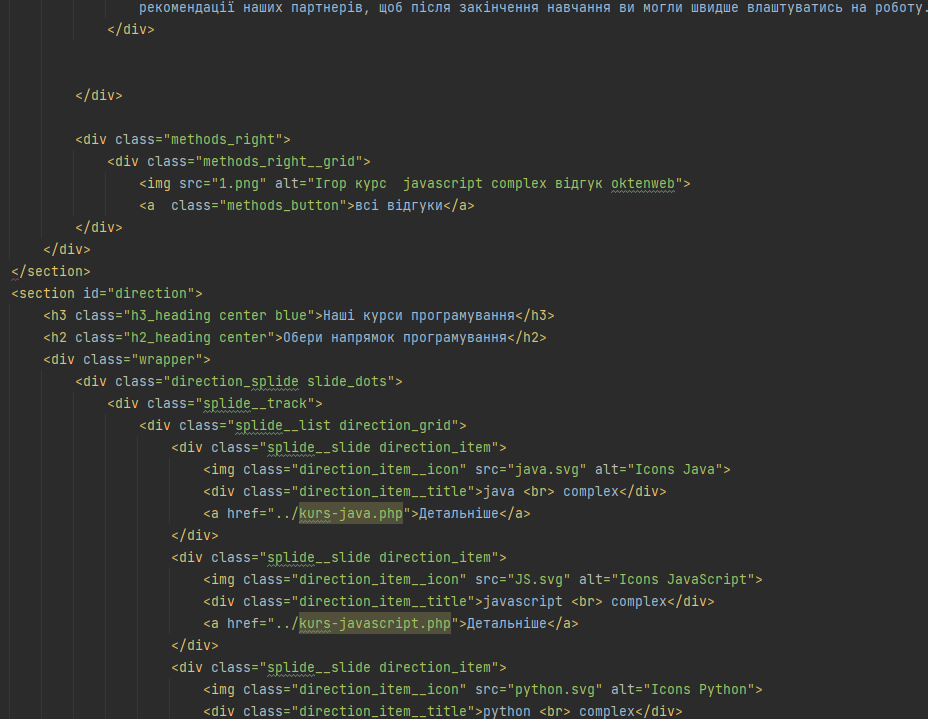 рекомендації наших партнерів, щоб після закінчення навчання ви могли швидше влаштуватись на роботу.
</div>
</div>
<div class="methods_right">
<div class="methods_right__grid">
<img src="1.png" alt="Ігор курс  javascript complex відгук oktenweb">
<a  class="methods_button">всі відгуки</a>
</div>
</div>
</section>
<section id="direction">
<h3 class="h3_heading center blue">Наші курси програмування</h3>
<h2 class="h2_heading center">Обери напрямок програмування</h2>
<div class="wrapper">
<div class="direction_splide slide_dots">
<div class="splide__track">
<div class="splide__list direction_grid">
<div class="splide__slide direction_item">
<img class="direction_item__icon" src="java.svg" alt="Icons Java">
<div class="direction_item__title">java <br> complex</div>
<a href="../kurs-java.php">Детальніше</a>
</div>
<div class="splide__slide direction_item">
<img class="direction_item__icon" src="JS.svg" alt="Icons JavaScript">
<div class="direction_item__title">javascript <br> complex</div>
<a href="../kurs-javascript.php">Детальніше</a>
</div>
<div class="splide__slide direction_item">
<img class="direction_item__icon" src="python.svg" alt="Icons Python">
<div class="direction_item__title">python <br> complex</div>